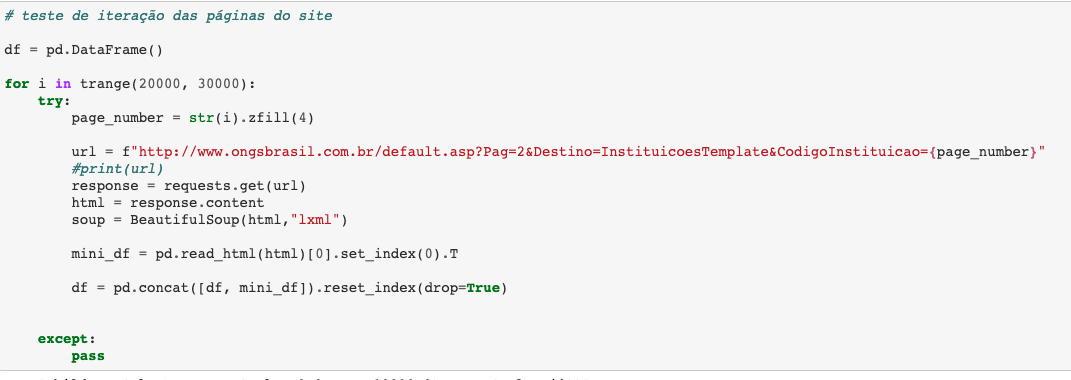 # teste de iteração das páginas do site
df = pd.DataFrame()
for i in trange(20000, 30000):
    try:
        page_number = str(i).zfill(4)
        url = f"http://www.ongsbrasil.com.br/default.asp?Pag=2&Destino=InstituicoesTemplate&CodigoInstituicao={page_number}"
        #print(url)
        response = requests.get(url)
        html = response.content
        soup = BeautifulSoup(html,"lxml")
        mini_df = pd.read_html(html)[0].set_index(0).T
        df = pd.concat([df, mini_df]).reset_index(drop=True)
    except:
        pass